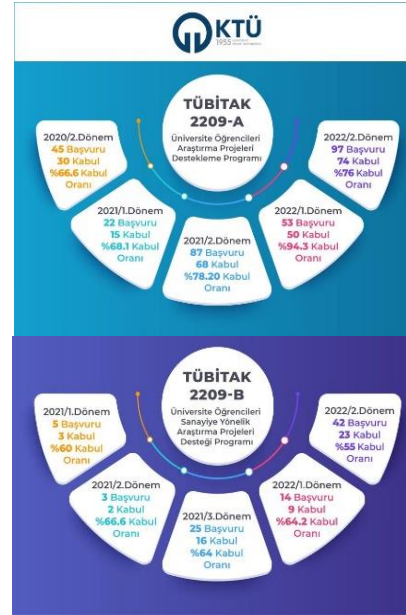 KTÜ
1955
TÜBİTAK
2209-A
Üniversite Öğrencileri
Araştırma Projeleri
Destekleme Programı
2020/2.Dönem
45 Başvuru
30 Kabul
%66.6 Kabul
Oranı
2021/1.Dönem
22 Başvuru
15 Kabul
%68.1 Kabul
Oranı
2021/2.Dönem
87 Başvuru
68 Kabul
%78.20 Kabul
Oranı
2022/1.Dönem
53 Başvuru
50 Kabul
%94.3 Kabul
Oranı
2022/2.Dönem
97 Başvuru
74 Kabul
%76 Kabul
Oranı
TÜBİTAK
2209-B
Üniversite Öğrencileri
Sanayiye Yönelik
Araştırma Projeleri
Desteği Programı
2021/1.Dönem
5 Başvuru
3 Kabul
%60 Kabul
Oranı
2021/2.Dönem
3 Başvuru
2 Kabul
%66.6 Kabul
Oranı
2021/3.Dönem
25 Başvuru
16 Kabul
%64 Kabul
Oranı
2022/1.Dönem
14 Başvuru
9 Kabul
%64.2 Kabul
Oranı
2022/2.Dönem
42 Başvuru
23 Kabul
%55 Kabul
Oranı